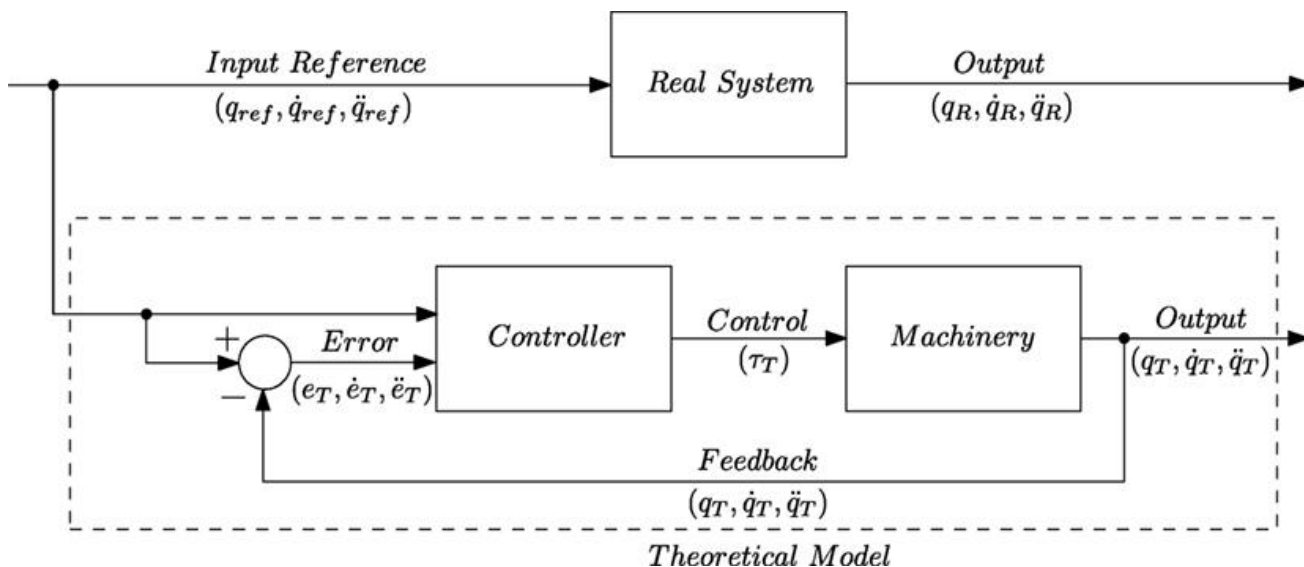 Input Reference
(q_ref, q̇_ref, q̈_ref)
Real System
Output
(q_R, q̇_R, q̈_R)
+
−
Error
(e_T, ė_T, ë_T)
Controller
Control
(τ_T)
Machinery
Output
(q_T, q̇_T, q̈_T)
Feedback
(q_T, q̇_T, q̈_T)
Theoretical Model